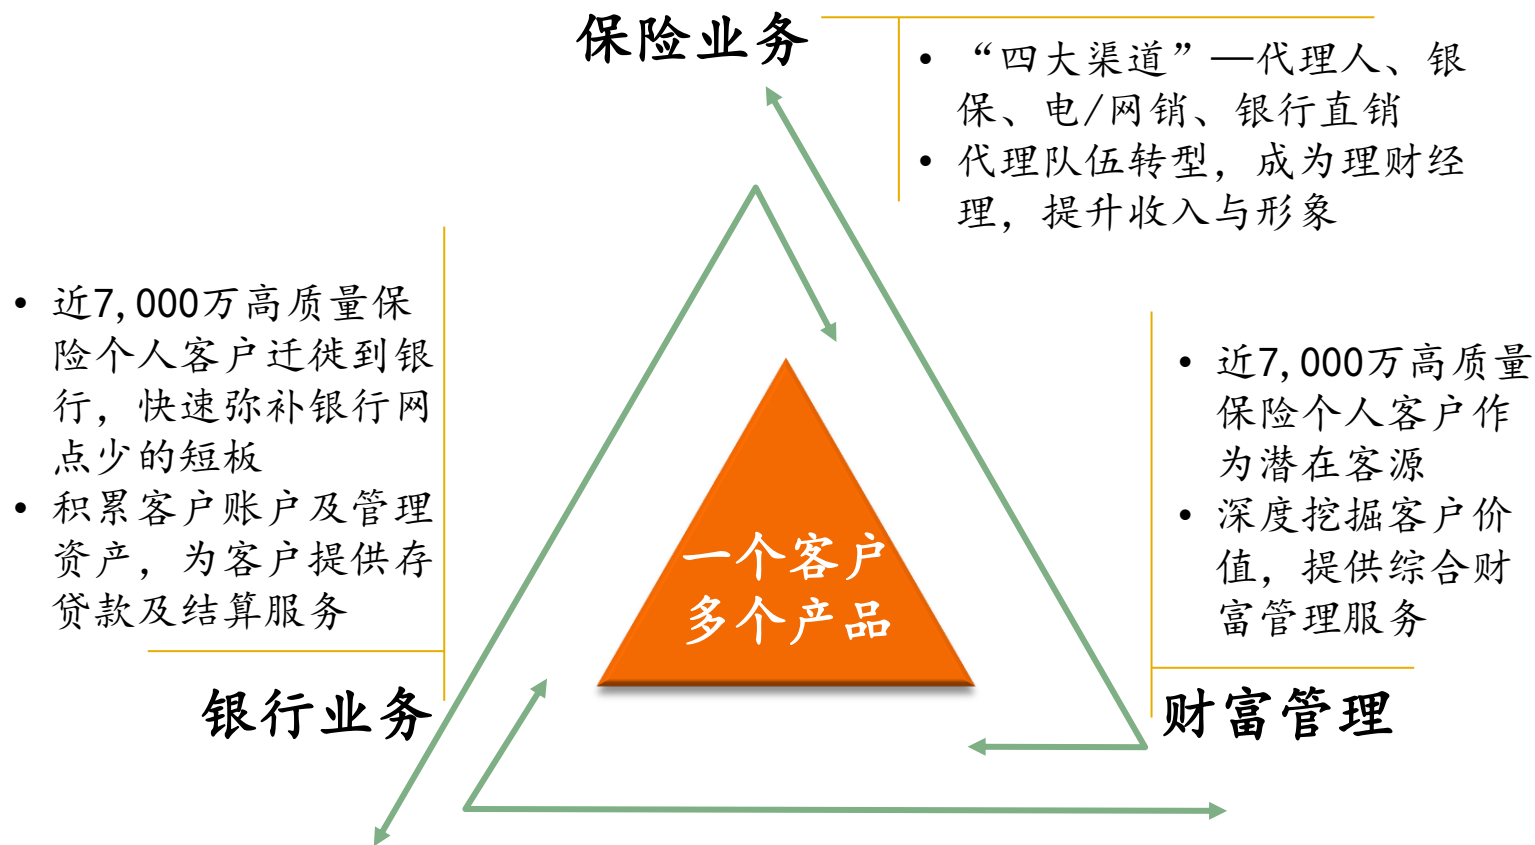 保险业务
• “四大渠道”—代理人、银
保、电/网销、银行直销
• 代理队伍转型，成为理财经
理，提升收入与形象
• 近7,000万高质量保
险个人客户迁徙到银
行，快速弥补银行网
点少的短板
• 积累客户账户及管理
资产，为客户提供存
贷款及结算服务
银行业务
一个客户
多个产品
• 近7,000万高质量
保险个人客户作
为潜在客源
• 深度挖掘客户价
值，提供综合财
富管理服务
财富管理